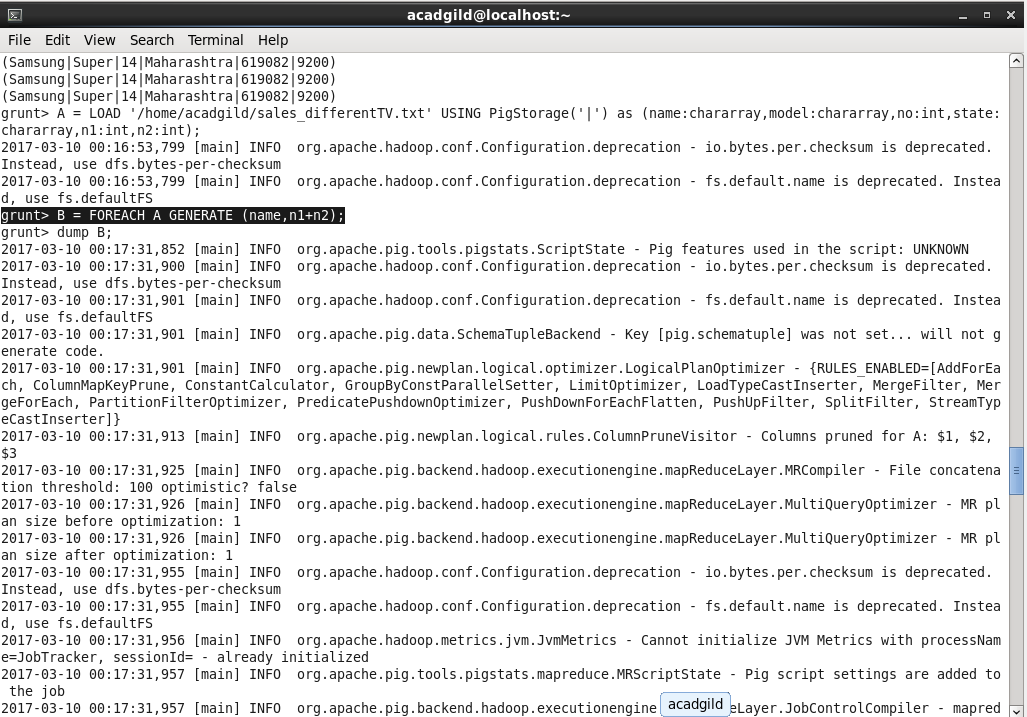 acadgild@localhost:~
File Edit View Search Terminal Help
(Samsung|Super|14|Maharashtra|619082|9200)
(Samsung|Super|14|Maharashtra|619082|9200)
(Samsung|Super|14|Maharashtra|619082|9200)
grunt> A = LOAD '/home/acadgild/sales_differentTV.txt' USING PigStorage('|') as (name:chararray,model:chararray,no:int,state:
chararray,n1:int,n2:int);
2017-03-10 00:16:53,799 [main] INFO  org.apache.hadoop.conf.Configuration.deprecation - io.bytes.per.checksum is deprecated.
Instead, use dfs.bytes-per-checksum
2017-03-10 00:16:53,799 [main] INFO  org.apache.hadoop.conf.Configuration.deprecation - fs.default.name is deprecated. Instea
d, use fs.defaultFS
grunt> B = FOREACH A GENERATE (name,n1+n2);
grunt> dump B;
2017-03-10 00:17:31,852 [main] INFO  org.apache.pig.tools.pigstats.ScriptState - Pig features used in the script: UNKNOWN
2017-03-10 00:17:31,900 [main] INFO  org.apache.hadoop.conf.Configuration.deprecation - io.bytes.per.checksum is deprecated.
Instead, use dfs.bytes-per-checksum
2017-03-10 00:17:31,901 [main] INFO  org.apache.hadoop.conf.Configuration.deprecation - fs.default.name is deprecated. Instea
d, use fs.defaultFS
2017-03-10 00:17:31,901 [main] INFO  org.apache.pig.data.SchemaTupleBackend - Key [pig.schematuple] was not set... will not g
enerate code.
2017-03-10 00:17:31,901 [main] INFO  org.apache.pig.newplan.logical.optimizer.LogicalPlanOptimizer - {RULES_ENABLED=[AddForEa
ch, ColumnMapKeyPrune, ConstantCalculator, GroupByConstParallelSetter, LimitOptimizer, LoadTypeCastInserter, MergeFilter, Mer
geForEach, PartitionFilterOptimizer, PredicatePushdownOptimizer, PushDownForEachFlatten, PushUpFilter, SplitFilter, StreamTyp
eCastInserter]}
2017-03-10 00:17:31,913 [main] INFO  org.apache.pig.newplan.logical.rules.ColumnPruneVisitor - Columns pruned for A: $1, $2,
$3
2017-03-10 00:17:31,925 [main] INFO  org.apache.pig.backend.hadoop.executionengine.mapReduceLayer.MRCompiler - File concatena
tion threshold: 100 optimistic? false
2017-03-10 00:17:31,926 [main] INFO  org.apache.pig.backend.hadoop.executionengine.mapReduceLayer.MultiQueryOptimizer - MR pl
an size before optimization: 1
2017-03-10 00:17:31,926 [main] INFO  org.apache.pig.backend.hadoop.executionengine.mapReduceLayer.MultiQueryOptimizer - MR pl
an size after optimization: 1
2017-03-10 00:17:31,955 [main] INFO  org.apache.hadoop.conf.Configuration.deprecation - io.bytes.per.checksum is deprecated.
Instead, use dfs.bytes-per-checksum
2017-03-10 00:17:31,955 [main] INFO  org.apache.hadoop.conf.Configuration.deprecation - fs.default.name is deprecated. Instea
d, use fs.defaultFS
2017-03-10 00:17:31,956 [main] INFO  org.apache.hadoop.metrics.jvm.JvmMetrics - Cannot initialize JVM Metrics with processNam
e=JobTracker, sessionId= - already initialized
2017-03-10 00:17:31,957 [main] INFO  org.apache.pig.tools.pigstats.mapreduce.MRScriptState - Pig script settings are added to
 the job
2017-03-10 00:17:31,957 [main] INFO  org.apache.pig.backend.hadoop.executionengine eLayer.JobControlCompiler - mapred
acadgild